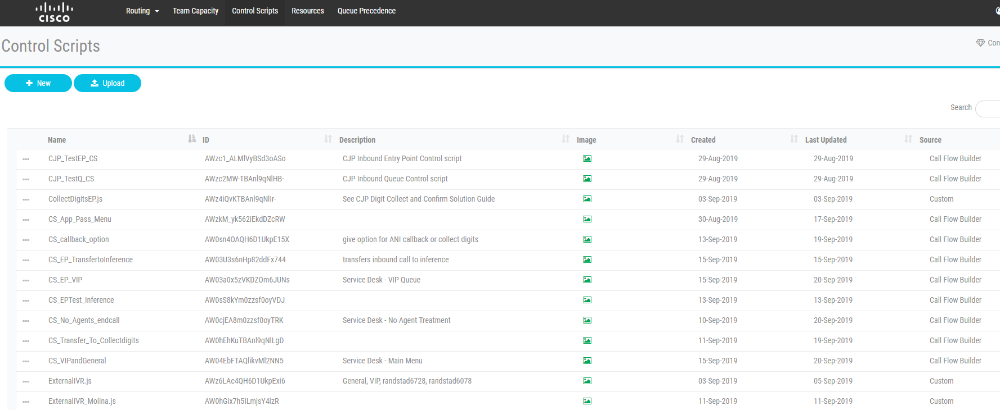 cisco Routing Team Capacity Control Scripts Resources Queue Precedence
Control Scripts Con
New Upload
Search
Name ID Description Image Created Last Updated Source
CJP_TestEP_CS AWzc1_ALMlVyBSd3oASo CJP Inbound Entry Point Control script 29-Aug-2019 29-Aug-2019 Call Flow Builder
CJP_TestQ_CS AWzc2MW-TBAnl9qNlHB- CJP Inbound Queue Control script 29-Aug-2019 29-Aug-2019 Call Flow Builder
CollectDigitsEP.js AWz4iQvKTBAnl9qNlIr- See CJP Digit Collect and Confirm Solution Guide 03-Sep-2019 03-Sep-2019 Custom
CS_App_Pass_Menu AWzkM_yk562iEkdDZcRW 30-Aug-2019 17-Sep-2019 Call Flow Builder
CS_callback_option AW0sn4OAQH6D1UkpE15X give option for ANI callback or collect digits 13-Sep-2019 19-Sep-2019 Call Flow Builder
CS_EP_TransfertoInference AW03U3s6nHp82ddFx744 transfers inbound call to inference 15-Sep-2019 15-Sep-2019 Call Flow Builder
CS_EP_VIP AW03a0x5zVKDZOm6JUNs Service Desk - VIP Queue 15-Sep-2019 20-Sep-2019 Call Flow Builder
CS_EPTest_Inference AW0sS8kYm0zzsf0oyVDJ 13-Sep-2019 13-Sep-2019 Call Flow Builder
CS_No_Agents_endcall AW0cjEA8m0zzsf0oyTRK Service Desk - No Agent Treatment 10-Sep-2019 20-Sep-2019 Call Flow Builder
CS_Transfer_To_Collectdigits AW0hEhKuTBAnl9qNlLgD 11-Sep-2019 19-Sep-2019 Call Flow Builder
CS_VIPandGeneral AW04EbFTAQlikvMl2NN5 Service Desk - Main Menu 15-Sep-2019 20-Sep-2019 Call Flow Builder
ExternalIVR.js AWz6LAc4QH6D1UkpExi6 General, VIP, randstad6728, randstad6078 03-Sep-2019 05-Sep-2019 Custom
ExternalIVR_Molina.js AW0hGix7h5ILmjsY4lzR 11-Sep-2019 11-Sep-2019 Custom